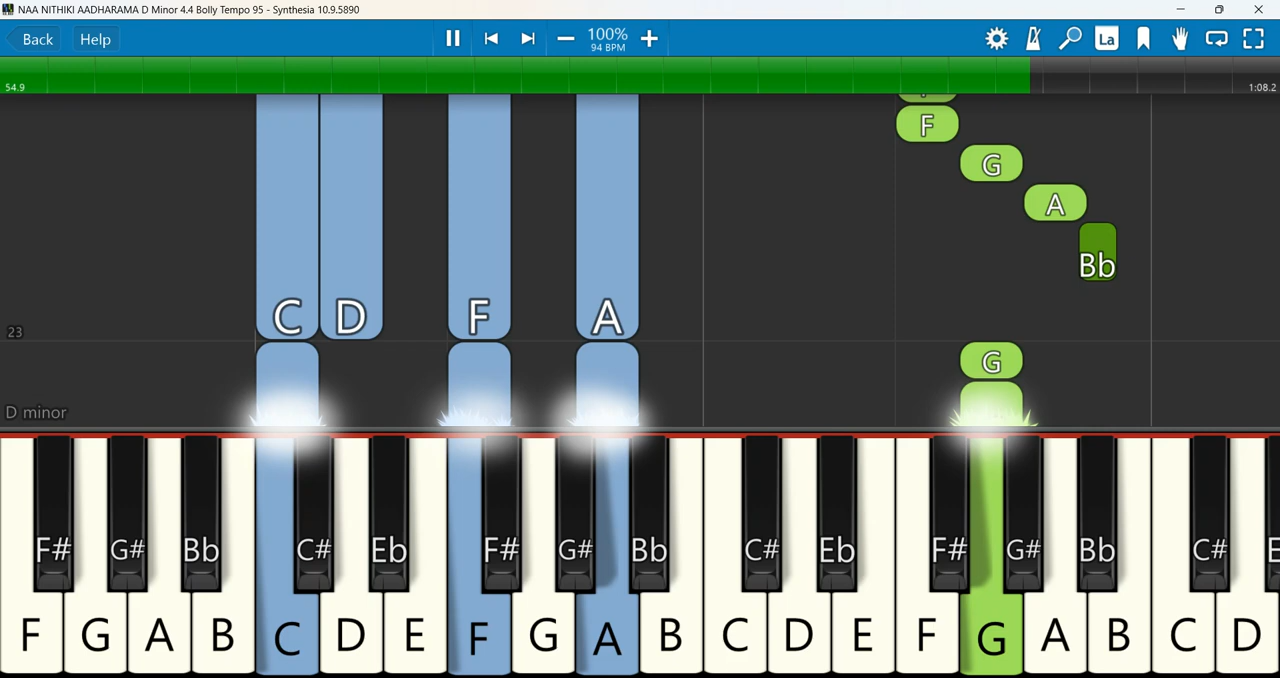 NAA NITHIKI AADHARAMA D Minor 4.4 Bolly Tempo 95 - Synthesia 10.9.5890
Back Help 100% La
94 BPM
54.9 1:08.2
F
G
A
Bb
C D F A
23
G
D minor
F# G# Bb C# Eb F# G# Bb C# Eb F# G# Bb C# E
F G A B C D E F G A B C D E F G A B C D